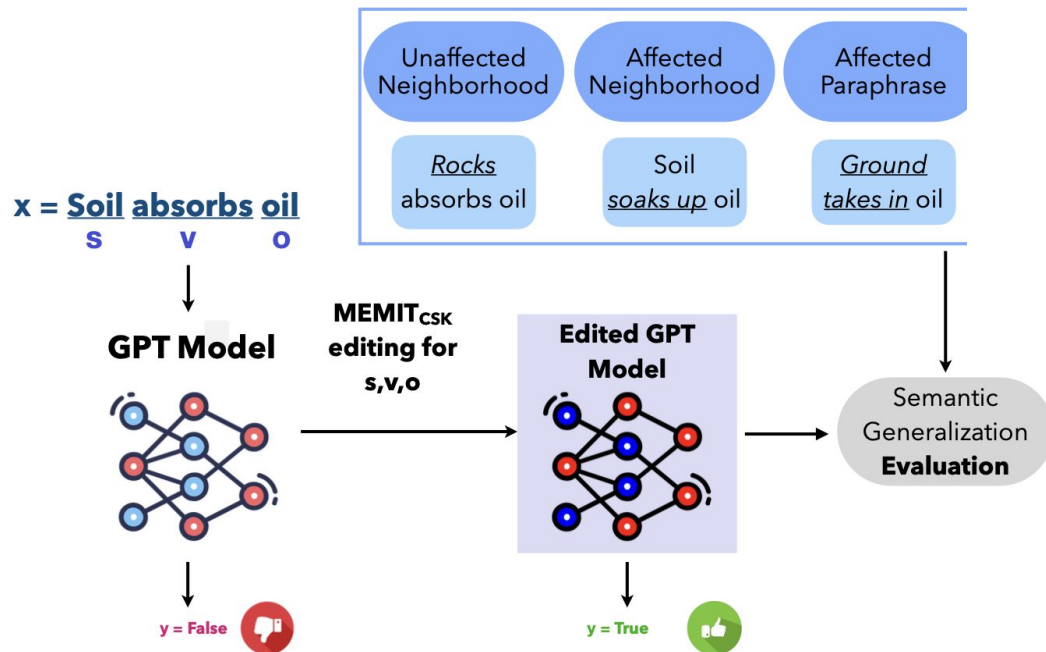 Unaffected
Neighborhood
Affected
Neighborhood
Affected
Paraphrase
Rocks
absorbs oil
Soil
soaks up oil
Ground
takes in oil
x = Soil absorbs oil
s v o
GPT Model
MEMIT_CSK
editing for
s,v,o
Edited GPT
Model
Semantic
Generalization
Evaluation
y = False
y = True